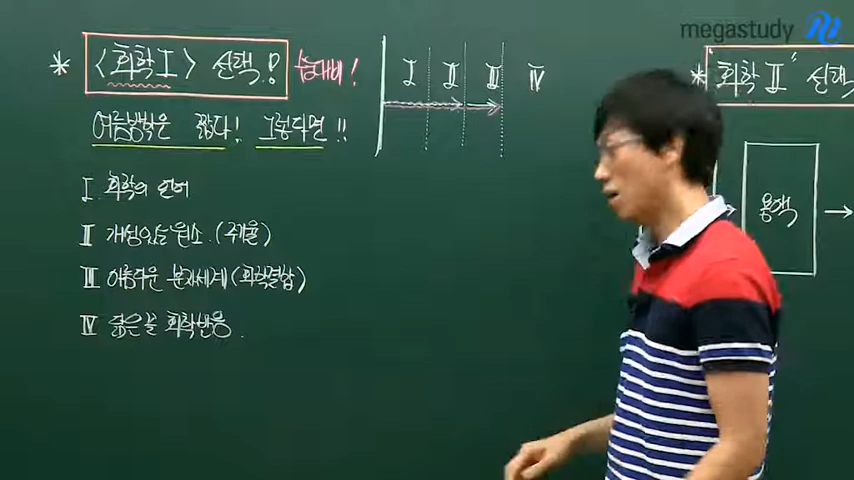 megastudy
* <화학I> 선택!
여름방학은 짧다! 그렇다면!!
I II III IV
I. 화학의 언어
II 개성있는 원소. (주기율)
III 아름다운 분자세계 (화학결합)
IV 닮은꼴 화학반응.
* 화학 II 선택
용액